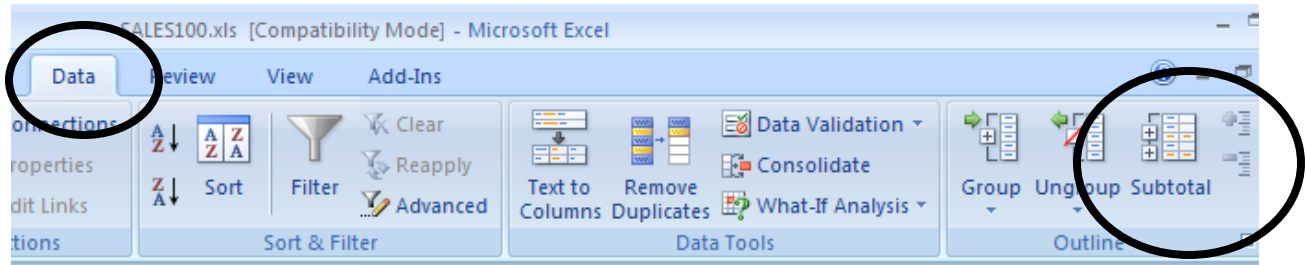 SALES100.xls [Compatibility Mode] - Microsoft Excel
Data Review View Add-Ins
onnections
roperties
dit Links
tions
A
Z
Z
A
A Z
Z A
Sort
Filter
Clear
Reapply
Advanced
Sort & Filter
Text to
Columns
Remove
Duplicates
Data Validation
Consolidate
What-If Analysis
Data Tools
Group
Ungroup
Subtotal
Outline